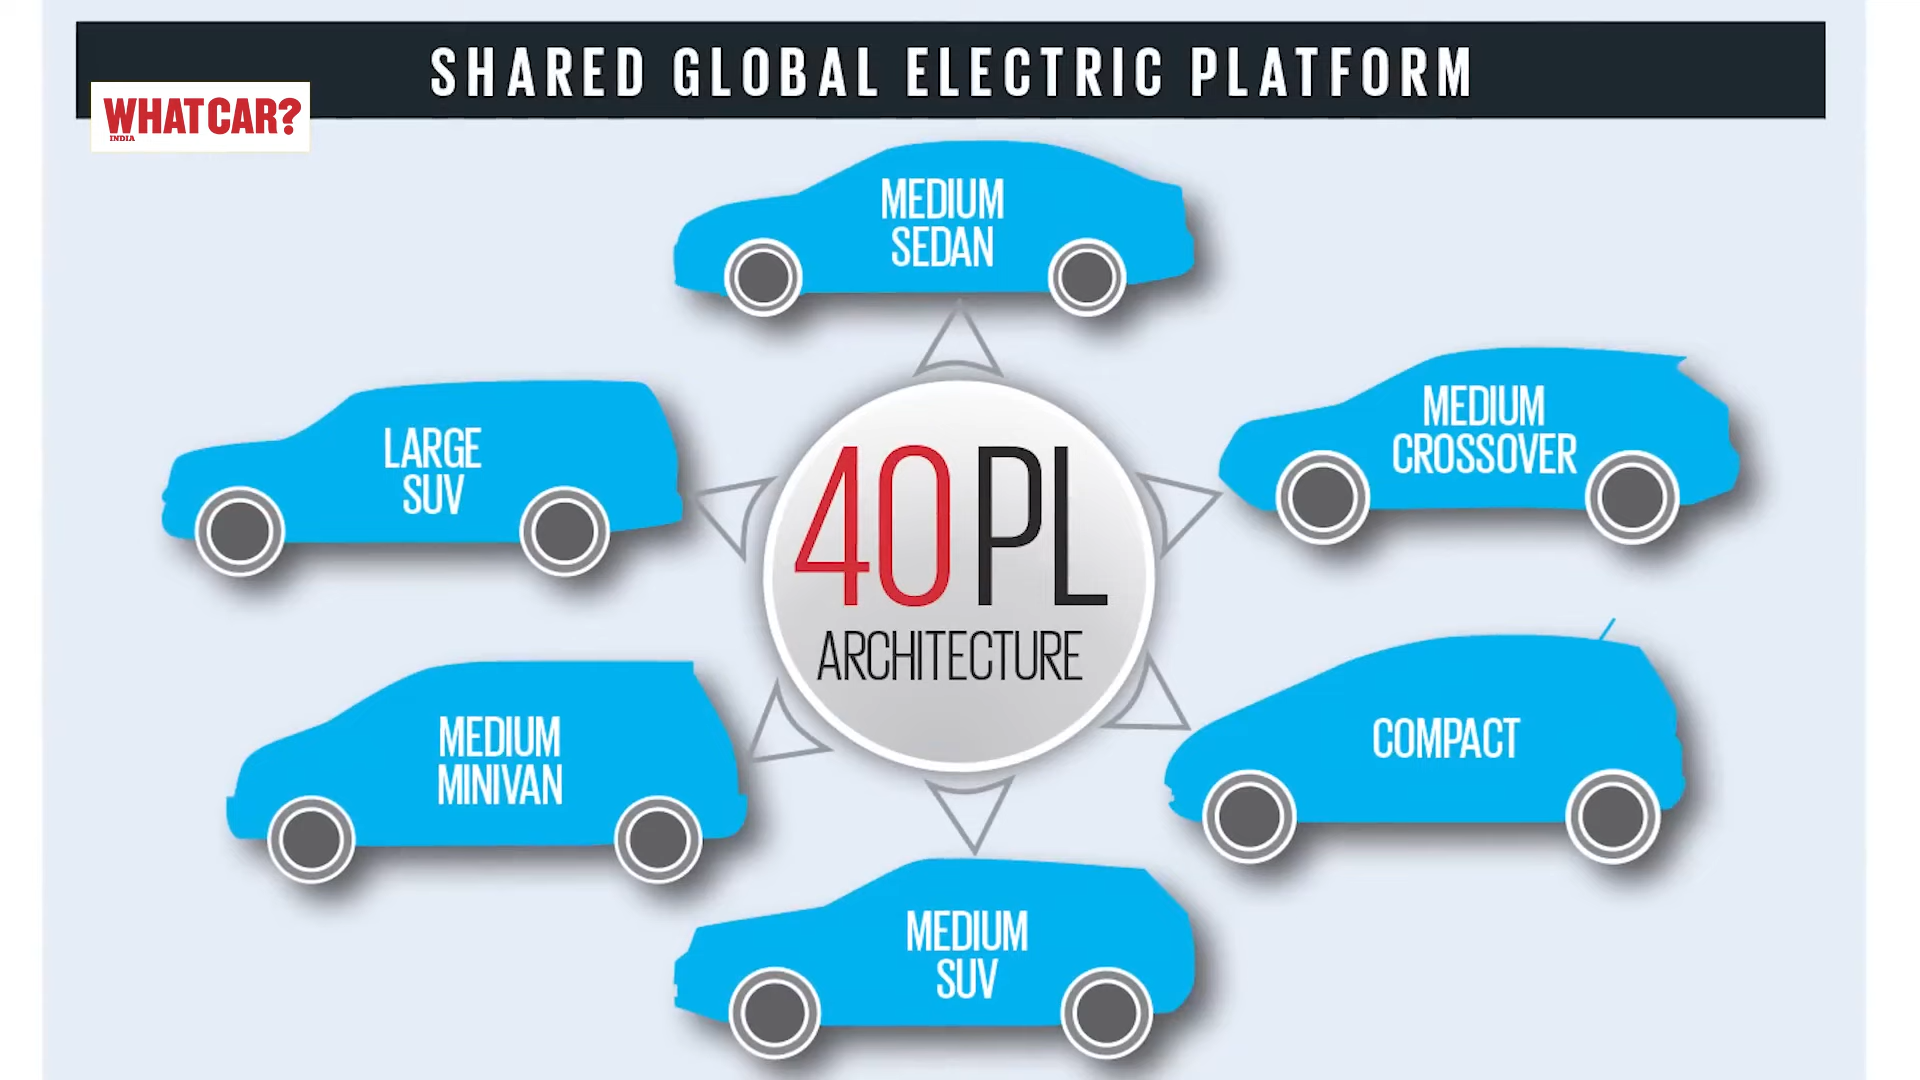 SHARED GLOBAL ELECTRIC PLATFORM
WHAT CAR?
INDIA
MEDIUM
SEDAN
LARGE
SUV
MEDIUM
CROSSOVER
40PL
ARCHITECTURE
MEDIUM
MINIVAN
COMPACT
MEDIUM
SUV